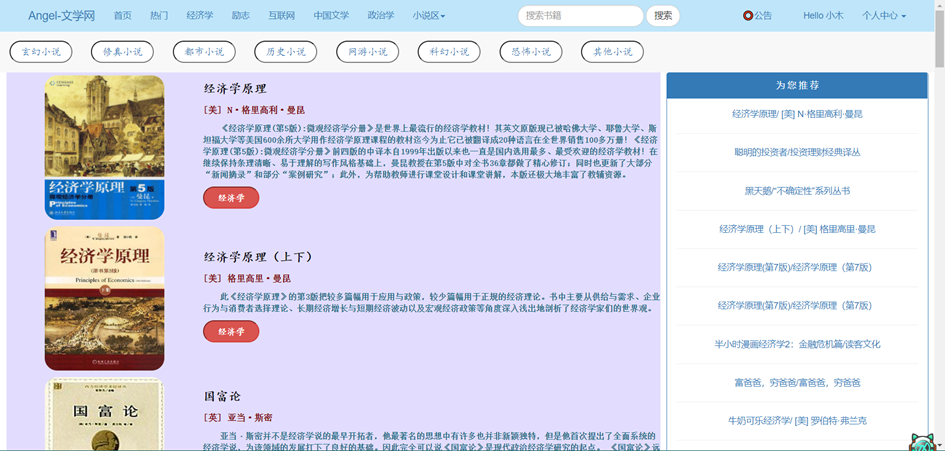 Angel-文学网 首页 热门 经济学 励志 互联网 中国文学 政治学 小说区 搜索书籍 搜索 公告 Hello 小木 个人中心
玄幻小说 修真小说 都市小说 历史小说 网游小说 科幻小说 恐怖小说 其他小说
经济学原理 第5版
经济学原理
[美] N·格里高利·曼昆
《经济学原理(第5版):微观经济学分册》是世界上最流行的经济学教材！其英文原版现已被哈佛大学、耶鲁大学、斯
坦福大学等美国600余所大学用作经济学原理课程的教材迄今为止它已被翻译成20种语言在全世界销售100多万册！《经济
学原理(第5版):微观经济学分册》前四版的中译本自1999年出版以来也一直是国内选用最多、最受欢迎的经济学教材！在
继续保持条理清晰、易于理解的写作风格基础上，曼昆教授在第5版中对全书36章都做了精心修订；同时也更新了大部分
“新闻摘录”和部分“案例研究”；此外，为帮助教师进行课堂设计和课堂讲解，本版还极大地丰富了教辅资源。
经济学
经济学原理
Principles of Economics
经济学原理（上下）
[美] 格里高里·曼昆
此《经济学原理》的第3版把较多篇幅用于应用与政策，较少篇幅用于正规的经济理论。书中主要从供给与需求、企业
行为与消费者选择理论、长期经济增长与短期经济波动以及宏观经济政策等角度深入浅出地剖析了经济学家们的世界观。
经济学
国富论
国富论
[英] 亚当·斯密
亚当·斯密并不是经济学说的最早开拓者，他最著名的思想中有许多也并非新颖独特，但是他首次提出了全面系统的
经济学说，为该领域的发展打下了良好的基础。因此完全可以说《国富论》是现代政治经济学研究的起点。《国富论》远
为您推荐
经济学原理/ [美] N·格里高利·曼昆
聪明的投资者/投资理财经典译丛
黑天鹅/“不确定性”系列丛书
经济学原理（上下）/ [美] 格里高里·曼昆
经济学原理(第7版)/经济学原理（第7版）
经济学原理(第7版)/经济学原理（第7版）
半小时漫画经济学2：金融危机篇/读客文化
富爸爸，穷爸爸/富爸爸，穷爸爸
牛奶可乐经济学/ [美] 罗伯特·弗兰克